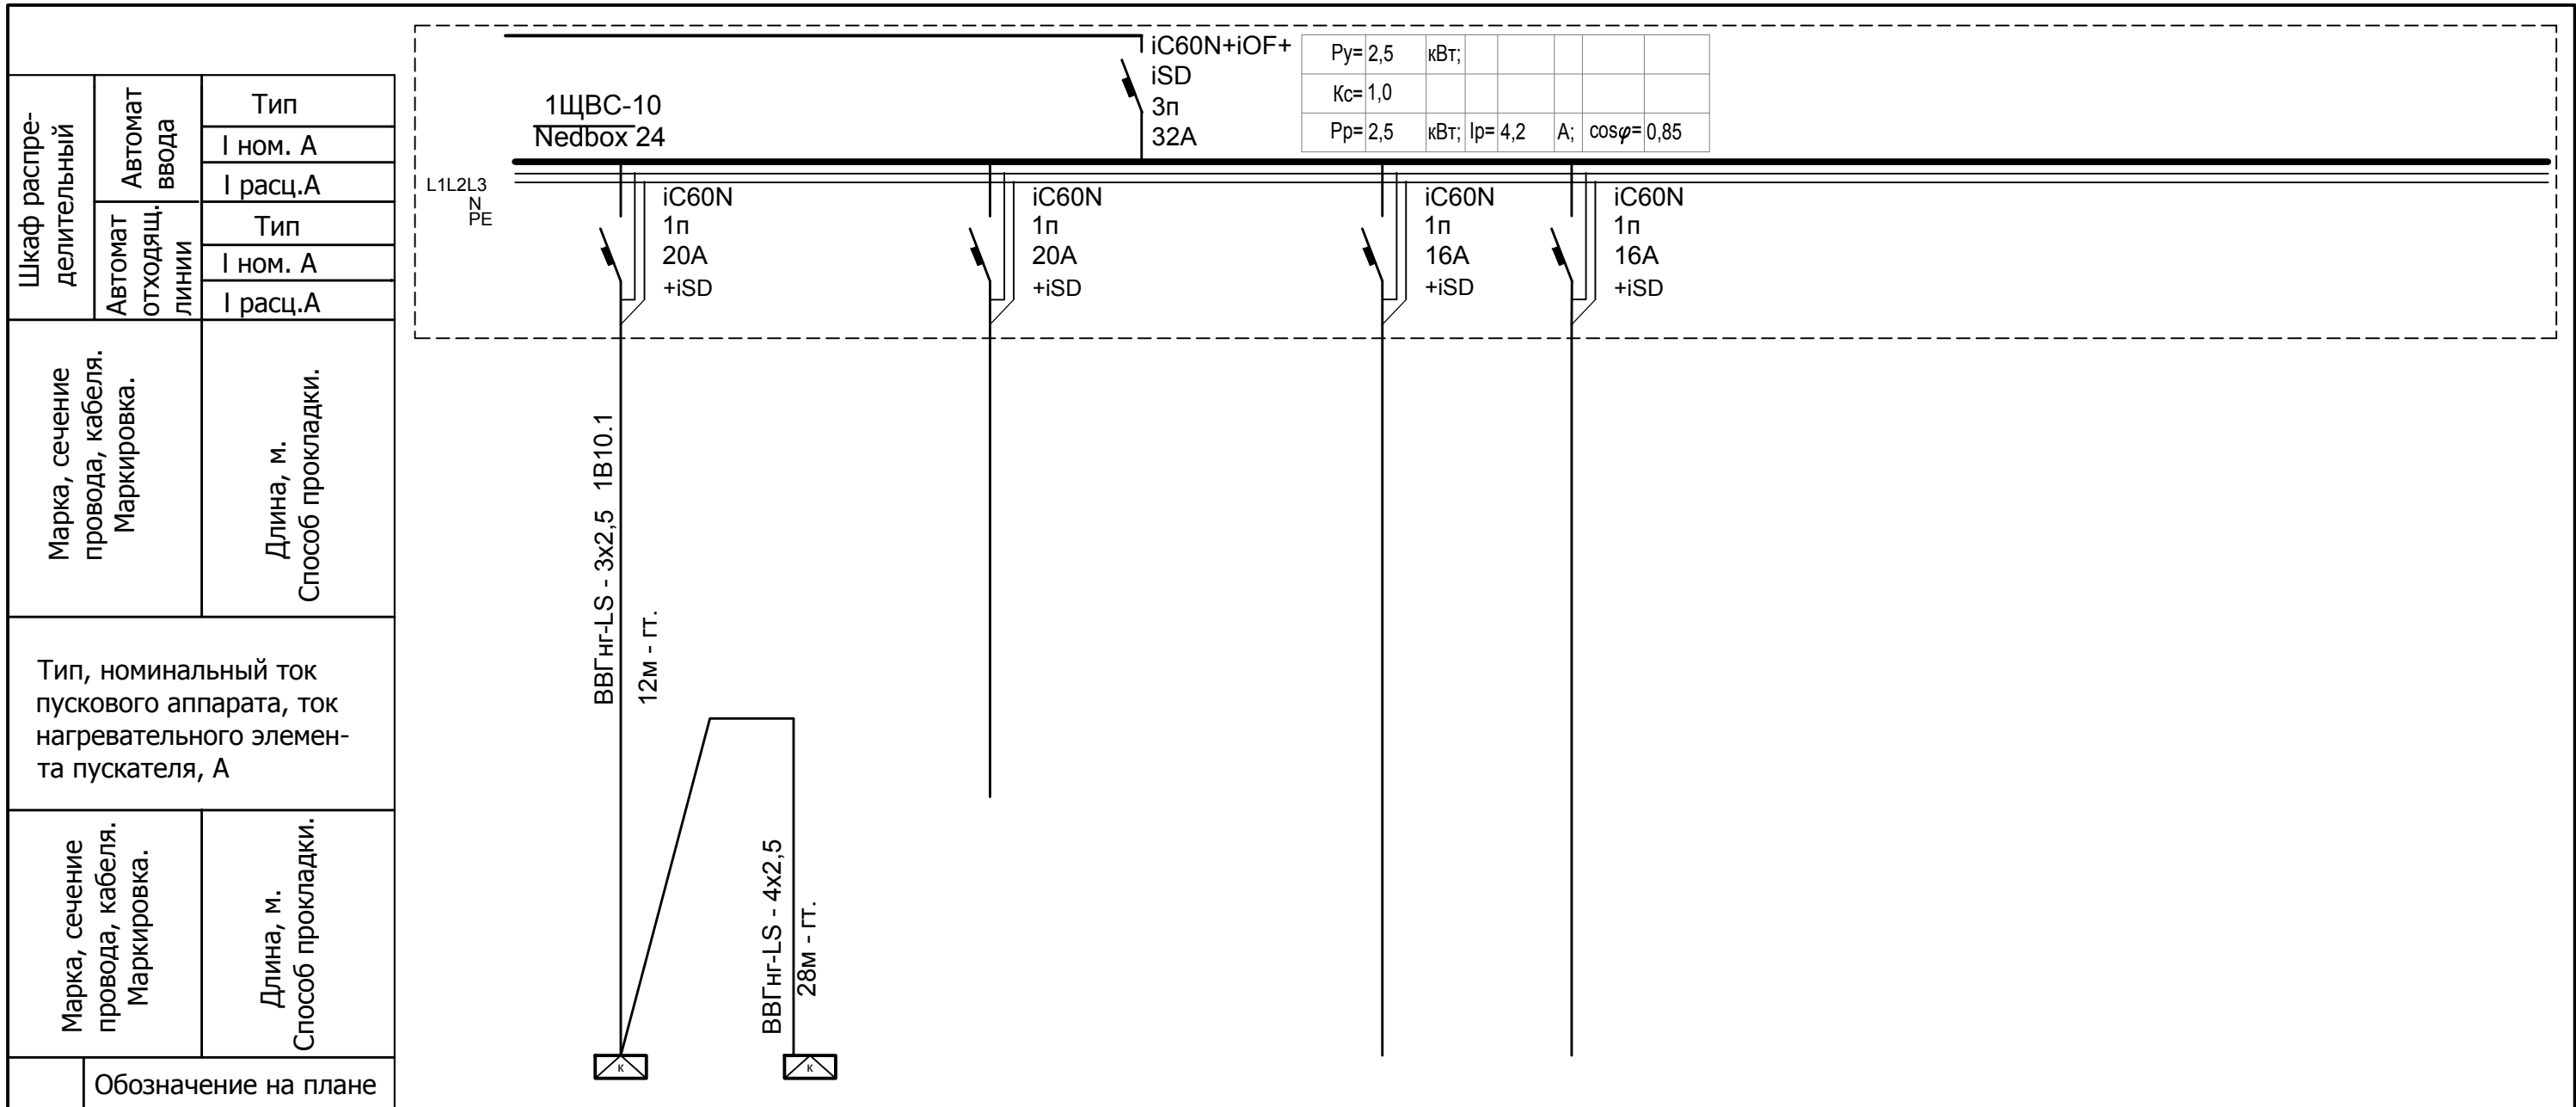 Шкаф распре-
делительный
Автомат
ввода
Тип
I ном. А
I расц.А
Автомат
отходящ.
линии
Тип
I ном. А
I расц.А
Марка, сечение
провода, кабеля.
Маркировка.
Длина, м.
Способ прокладки.
Тип, номинальный ток
пускового аппарата, ток
нагревательного элемен-
та пускателя, А
Марка, сечение
провода, кабеля.
Маркировка.
Длина, м.
Способ прокладки.
Обозначение на плане
1ЩВС-10
Nedbox 24
iC60N+iOF+
iSD
3п
32А
Ру= 2,5 кВт;
Кс= 1,0
Рр= 2,5 кВт; Iр= 4,2 А; cosφ= 0,85
L1L2L3
N
PE
iC60N
1п
20А
+iSD
iC60N
1п
20А
+iSD
iC60N
1п
16А
+iSD
iC60N
1п
16А
+iSD
ВВГнг-LS - 3х2,5 1В10.1
12м - гт.
ВВГнг-LS - 4х2,5
28м - гт.
К
К